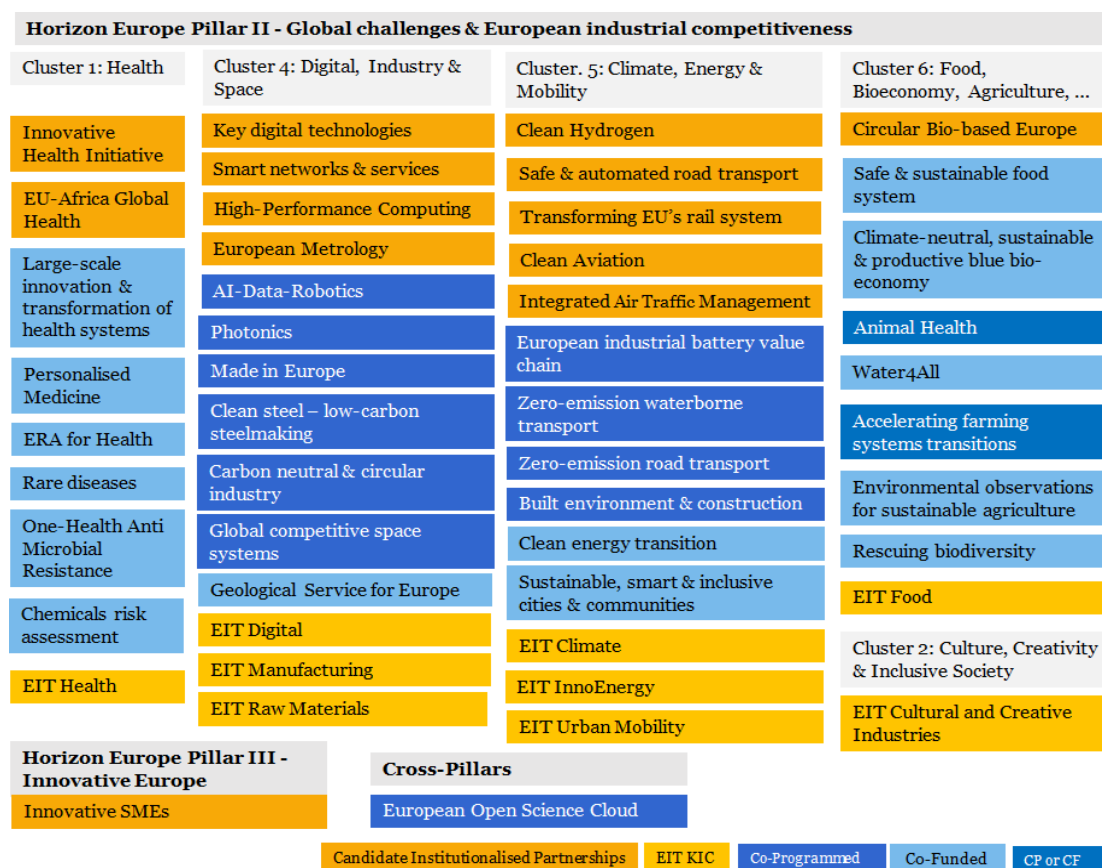 Horizon Europe Pillar II - Global challenges & European industrial competitiveness
Cluster 1: Health
Innovative
Health Initiative
EU-Africa Global
Health
Large-scale
innovation &
transformation of
health systems
Personalised
Medicine
ERA for Health
Rare diseases
One-Health Anti
Microbial
Resistance
Chemicals risk
assessment
EIT Health
Cluster 4: Digital, Industry &
Space
Key digital technologies
Smart networks & services
High-Performance Computing
European Metrology
AI-Data-Robotics
Photonics
Made in Europe
Clean steel – low-carbon
steelmaking
Carbon neutral & circular
industry
Global competitive space
systems
Geological Service for Europe
EIT Digital
EIT Manufacturing
EIT Raw Materials
Cluster. 5: Climate, Energy &
Mobility
Clean Hydrogen
Safe & automated road transport
Transforming EU's rail system
Clean Aviation
Integrated Air Traffic Management
European industrial battery value
chain
Zero-emission waterborne
transport
Zero-emission road transport
Built environment & construction
Clean energy transition
Sustainable, smart & inclusive
cities & communities
EIT Climate
EIT InnoEnergy
EIT Urban Mobility
Cluster 6: Food,
Bioeconomy, Agriculture, ...
Circular Bio-based Europe
Safe & sustainable food
system
Climate-neutral, sustainable
& productive blue bio-
economy
Animal Health
Water4All
Accelerating farming
systems transitions
Environmental observations
for sustainable agriculture
Rescuing biodiversity
EIT Food
Cluster 2: Culture, Creativity
& Inclusive Society
EIT Cultural and Creative
Industries
Horizon Europe Pillar III -
Innovative Europe
Innovative SMEs
Cross-Pillars
European Open Science Cloud
Candidate Institutionalised Partnerships
EIT KIC
Co-Programmed
Co-Funded
CP or CF